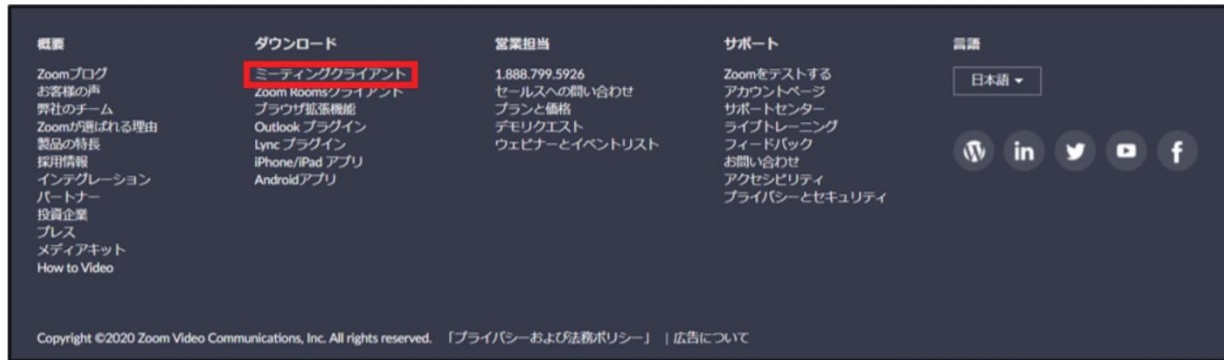 概要
Zoomブログ
お客様の声
弊社のチーム
Zoomが選ばれる理由
製品の特長
採用情報
インテグレーション
パートナー
投資企業
プレス
メディアキット
How to Video
ダウンロード
ミーティングクライアント
Zoom Roomsクライアント
ブラウザ拡張機能
Outlook プラグイン
Lync プラグイン
iPhone/iPad アプリ
Androidアプリ
営業担当
1.888.799.5926
セールスへの問い合わせ
プランと価格
デモリクエスト
ウェビナーとイベントリスト
サポート
Zoomをテストする
アカウントページ
サポートセンター
ライブトレーニング
フィードバック
お問い合わせ
アクセシビリティ
プライバシーとセキュリティ
言語
日本語
in
f
Copyright ©2020 Zoom Video Communications, Inc. All rights reserved. 「プライバシーおよび法務ポリシー」 | 広告について